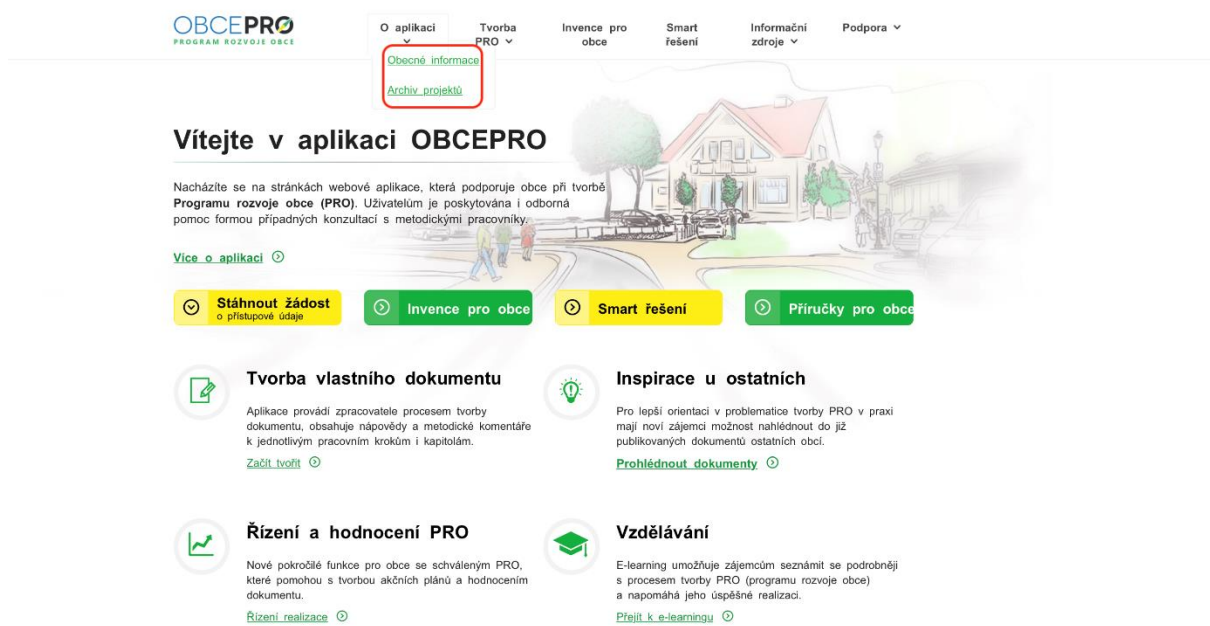 OBCEPRO
PROGRAM ROZVOJE OBCE
O aplikaci
Tvorba
PRO
Invence pro
obce
Smart
řešení
Informační
zdroje
Podpora
Obecné informace
Archiv projektů
Vítejte v aplikaci OBCEPRO
Nacházíte se na stránkách webové aplikace, která podporuje obce při tvorbě
Programu rozvoje obce (PRO). Uživatelům je poskytována i odborná
pomoc formou případných konzultací s metodickými pracovníky.
Více o aplikaci
Stáhnout žádost
o přístupové údaje
Invence pro obce
Smart řešení
Příručky pro obce
Tvorba vlastního dokumentu
Aplikace provádí zpracovatele procesem tvorby
dokumentu, obsahuje nápovědy a metodické komentáře
k jednotlivým pracovním krokům i kapitolám.
Začít tvořit
Inspirace u ostatních
Pro lepší orientaci v problematice tvorby PRO v praxi
mají noví zájemci možnost nahlédnout do již
publikovaných dokumentů ostatních obcí.
Prohlédnout dokumenty
Řízení a hodnocení PRO
Nové pokročilé funkce pro obce se schváleným PRO,
které pomohou s tvorbou akčních plánů a hodnocením
dokumentu.
Řízení realizace
Vzdělávání
E-learning umožňuje zájemcům seznámit se podrobněji
s procesem tvorby PRO (programu rozvoje obce)
a napomáhá jeho úspěšné realizaci.
Přejít k e-learningu